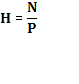 H = N/P